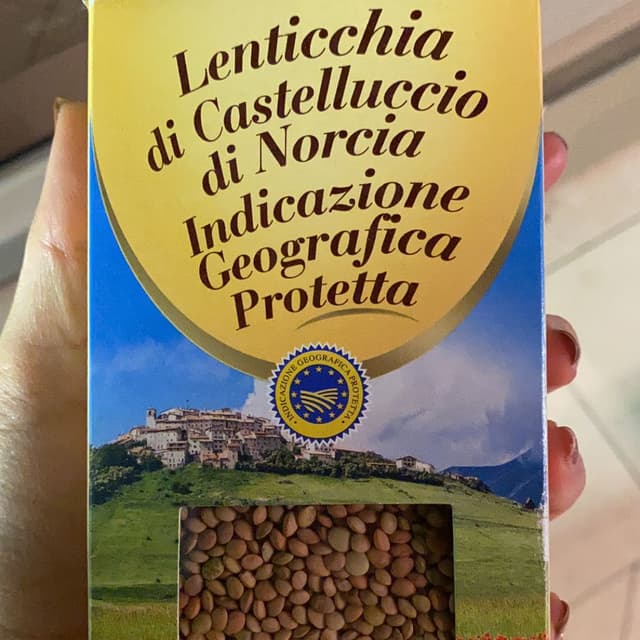 Lenticchia
di Castelluccio
di Norcia
Indicazione
Geografica
Protetta
INDICAZIONE GEOGRAFICA PROTETTA